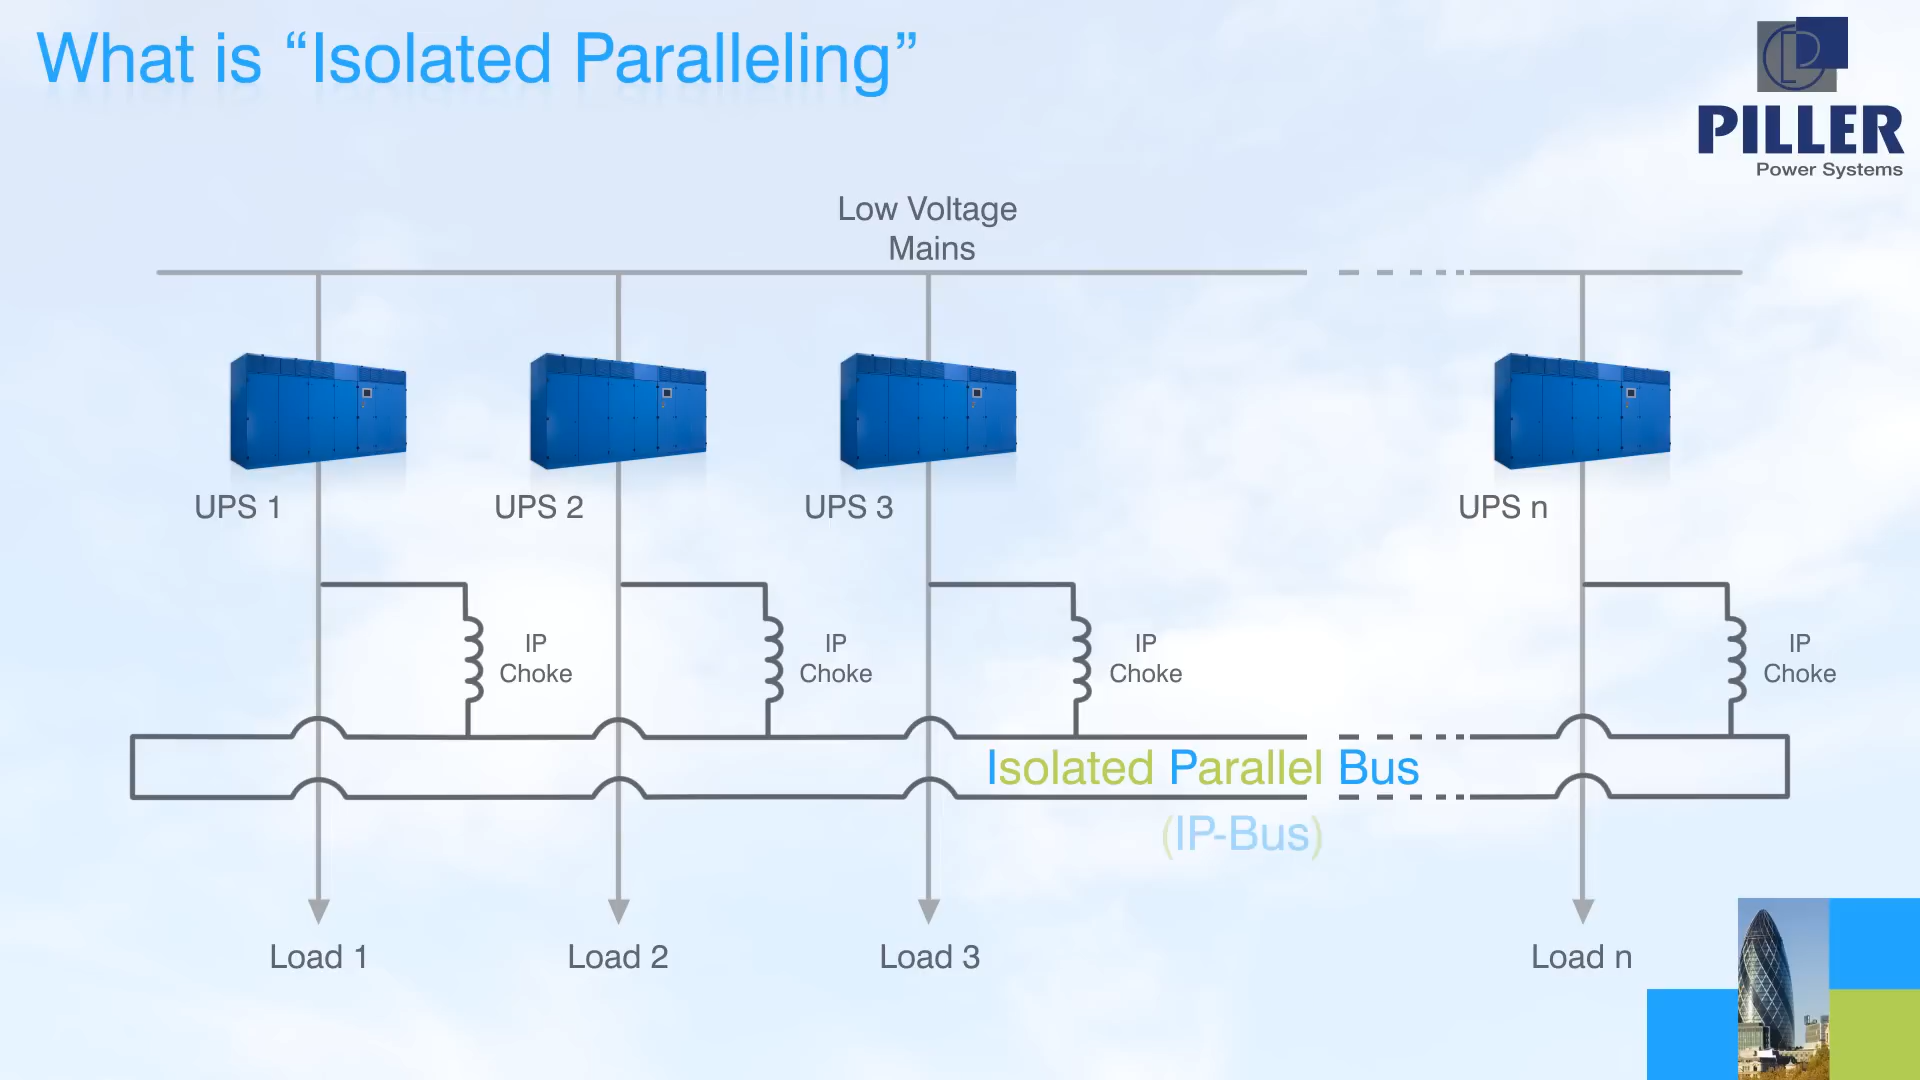 What is “Isolated Paralleling”
PILLER
Power Systems
Low Voltage
Mains
UPS 1
UPS 2
UPS 3
UPS n
IP
Choke
IP
Choke
IP
Choke
IP
Choke
Isolated Parallel Bus
(IP-Bus)
Load 1
Load 2
Load 3
Load n